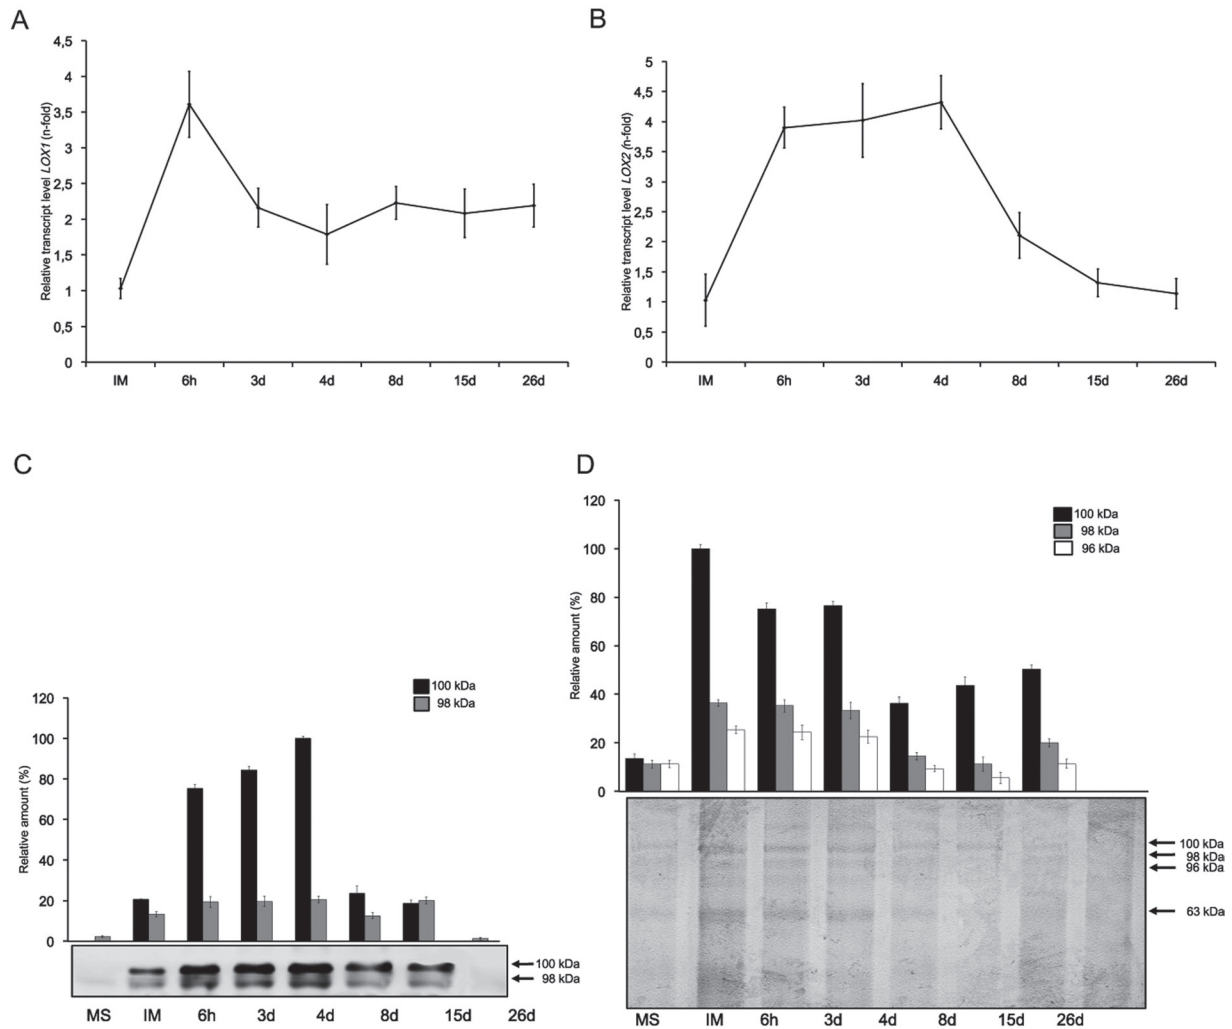 A
Relative transcript level LOX1 (n-fold)
4,5
4
3,5
3
2,5
2
1,5
1
0,5
0
IM 6h 3d 4d 8d 15d 26d
B
Relative transcript level LOX2 (n-fold)
5
4,5
4
3,5
3
2,5
2
1,5
1
0,5
0
IM 6h 3d 4d 8d 15d 26d
C
Relative amount (%)
120
100
80
60
40
20
0
100 kDa
98 kDa
100 kDa
98 kDa
MS IM 6h 3d 4d 8d 15d 26d
D
Relative amount (%)
120
100
80
60
40
20
0
100 kDa
98 kDa
96 kDa
100 kDa
98 kDa
96 kDa
63 kDa
MS IM 6h 3d 4d 8d 15d 26d